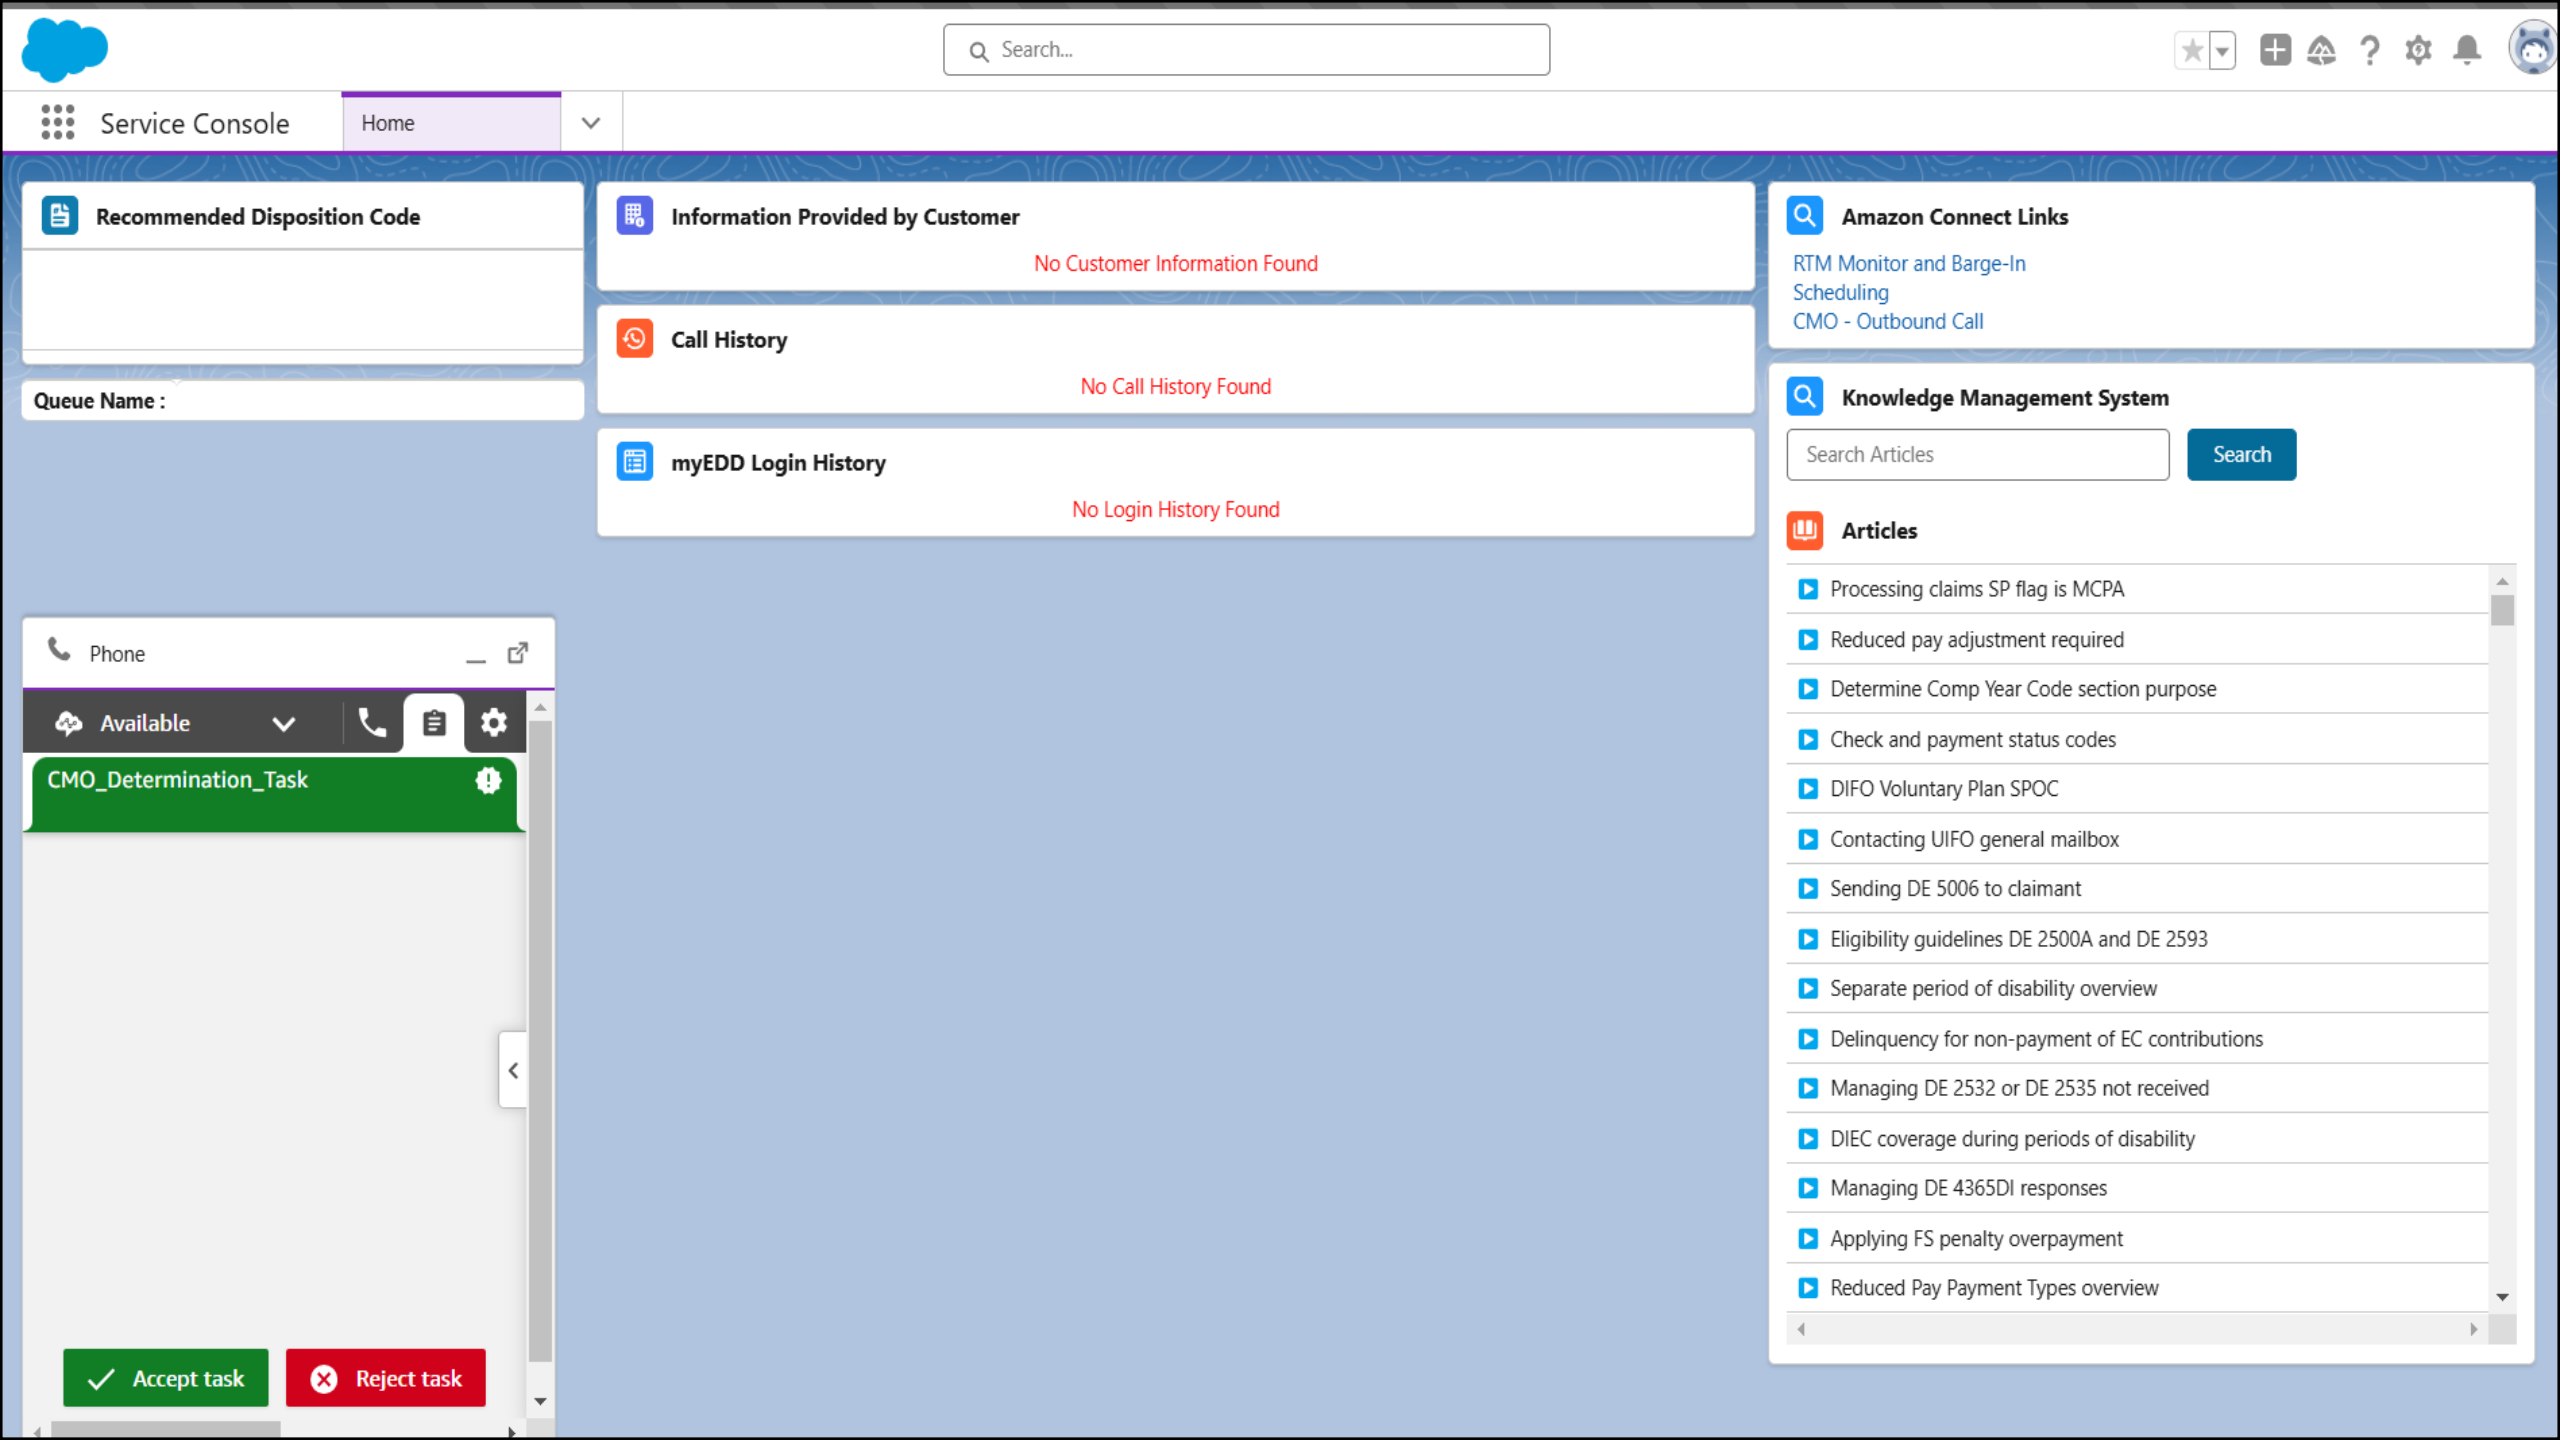 Search...
Service Console
Home
Recommended Disposition Code
Queue Name :
Information Provided by Customer
No Customer Information Found
Call History
No Call History Found
myEDD Login History
No Login History Found
Amazon Connect Links
RTM Monitor and Barge-In
Scheduling
CMO - Outbound Call
Knowledge Management System
Search Articles
Search
Articles
Processing claims SP flag is MCPA
Reduced pay adjustment required
Determine Comp Year Code section purpose
Check and payment status codes
DIFO Voluntary Plan SPOC
Contacting UIFO general mailbox
Sending DE 5006 to claimant
Eligibility guidelines DE 2500A and DE 2593
Separate period of disability overview
Delinquency for non-payment of EC contributions
Managing DE 2532 or DE 2535 not received
DIEC coverage during periods of disability
Managing DE 4365DI responses
Applying FS penalty overpayment
Reduced Pay Payment Types overview
Phone
Available
CMO_Determination_Task
Accept task
Reject task